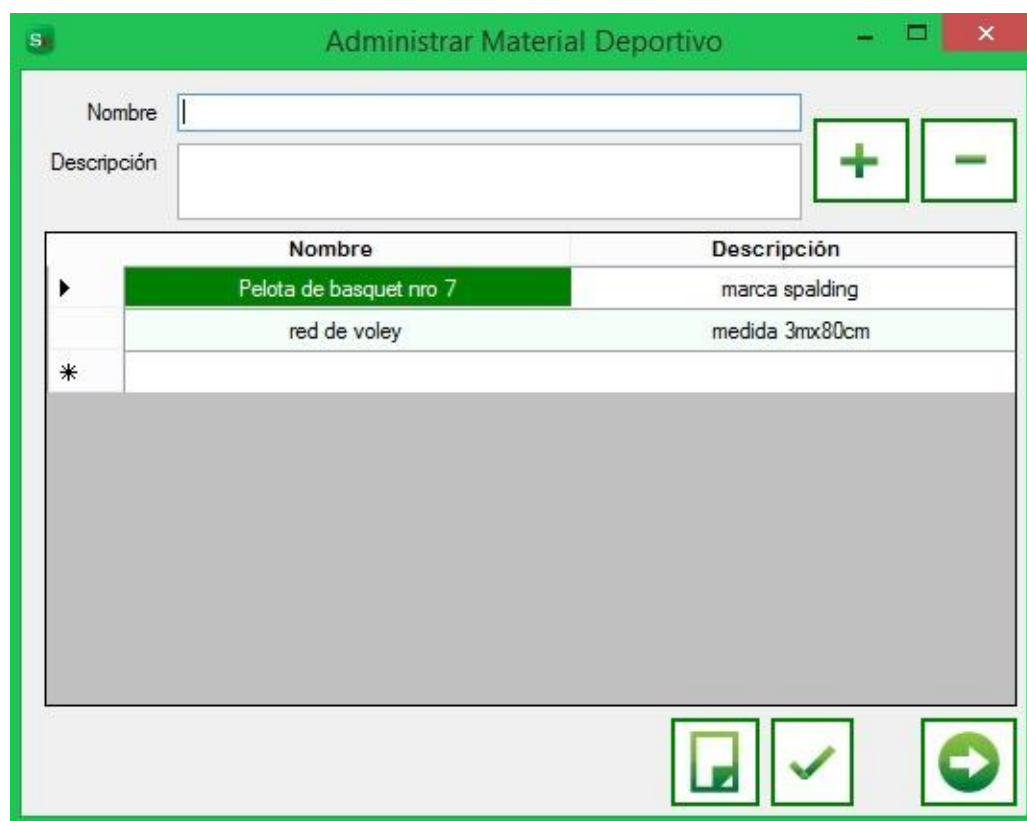 Administrar Material Deportivo
Nombre
Descripción
Nombre Descripción
Pelota de basquet nro 7 marca spalding
red de voley medida 3mx80cm